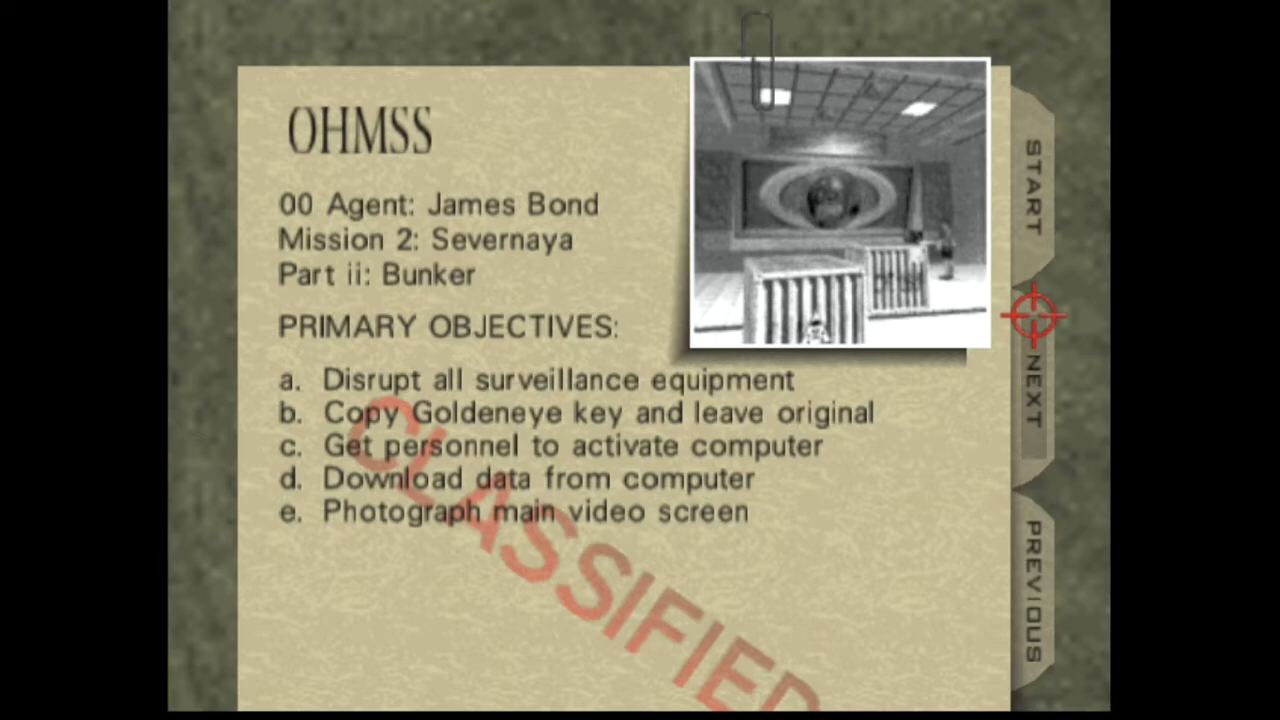 OHMSS
00 Agent: James Bond
Mission 2: Severnaya
Part ii: Bunker
PRIMARY OBJECTIVES:
a. Disrupt all surveillance equipment
b. Copy Goldeneye key and leave original
c. Get personnel to activate computer
d. Download data from computer
e. Photograph main video screen
CLASSIFIED
START
NEXT
PREVIOUS